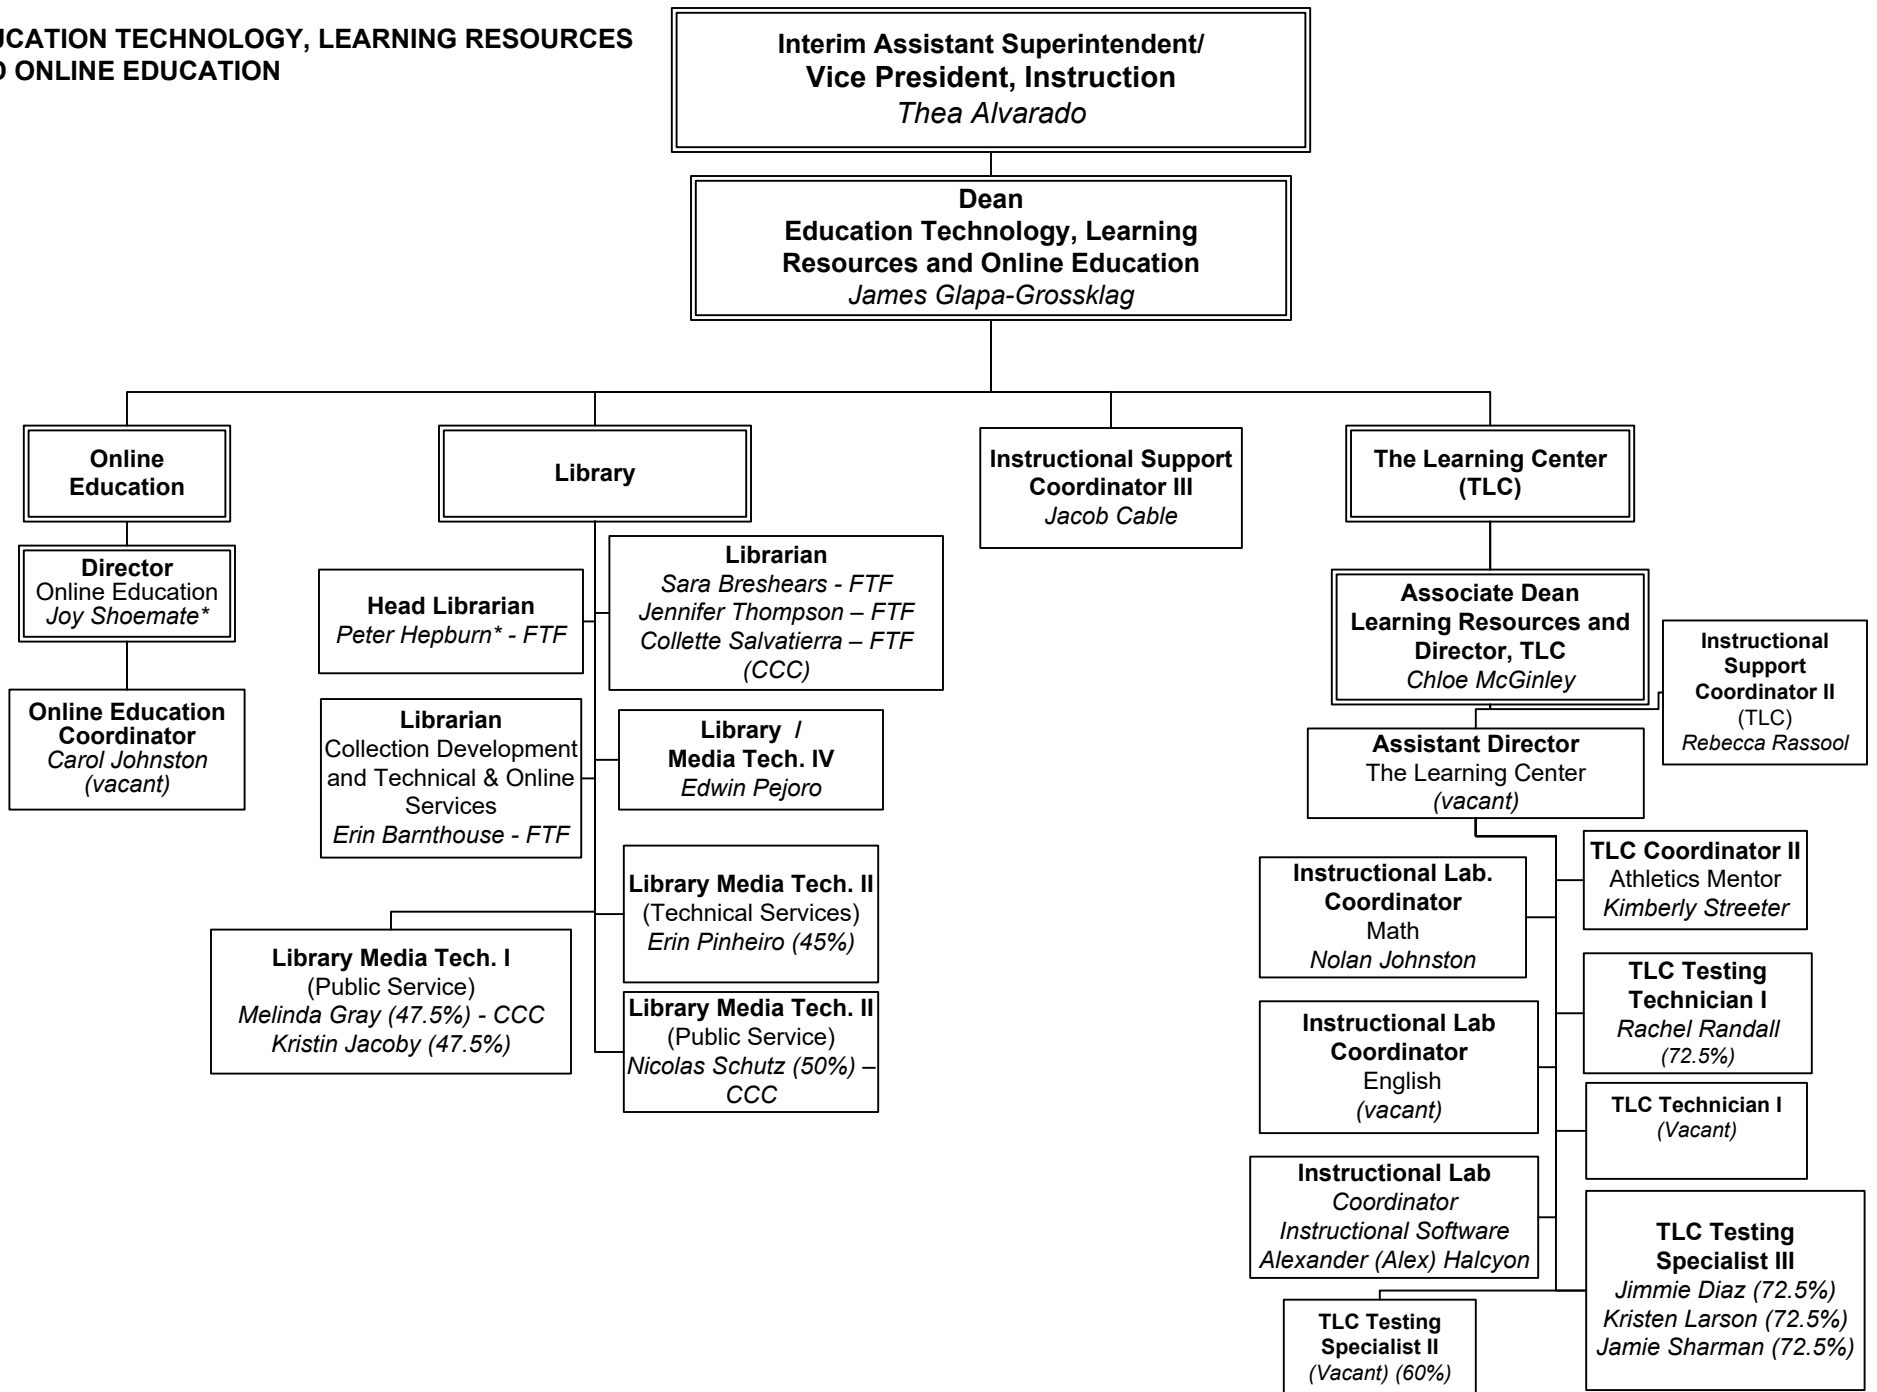 UCATION TECHNOLOGY, LEARNING RESOURCES
ONLINE EDUCATION
Interim Assistant Superintendent/
Vice President, Instruction
Thea Alvarado
Dean
Education Technology, Learning
Resources and Online Education
James Glapa-Grossklag
Online
Education
Director
Online Education
Joy Shoemate*
Online Education
Coordinator
Carol Johnston
(vacant)
Library
Head Librarian
Peter Hepburn* - FTF
Librarian
Sara Breshears - FTF
Jennifer Thompson – FTF
Collette Salvatierra – FTF
(CCC)
Librarian
Collection Development
and Technical & Online
Services
Erin Barnthouse - FTF
Library /
Media Tech. IV
Edwin Pejoro
Library Media Tech. II
(Technical Services)
Erin Pinheiro (45%)
Library Media Tech. I
(Public Service)
Melinda Gray (47.5%) - CCC
Kristin Jacoby (47.5%)
Library Media Tech. II
(Public Service)
Nicolas Schutz (50%) –
CCC
Instructional Support
Coordinator III
Jacob Cable
The Learning Center
(TLC)
Associate Dean
Learning Resources and
Director, TLC
Chloe McGinley
Instructional
Support
Coordinator II
(TLC)
Rebecca Rassool
Assistant Director
The Learning Center
(vacant)
Instructional Lab.
Coordinator
Math
Nolan Johnston
TLC Coordinator II
Athletics Mentor
Kimberly Streeter
TLC Testing
Technician I
Rachel Randall
(72.5%)
Instructional Lab
Coordinator
English
(vacant)
TLC Technician I
(Vacant)
Instructional Lab
Coordinator
Instructional Software
Alexander (Alex) Halcyon
TLC Testing
Specialist III
Jimmie Diaz (72.5%)
Kristen Larson (72.5%)
Jamie Sharman (72.5%)
TLC Testing
Specialist II
(Vacant) (60%)